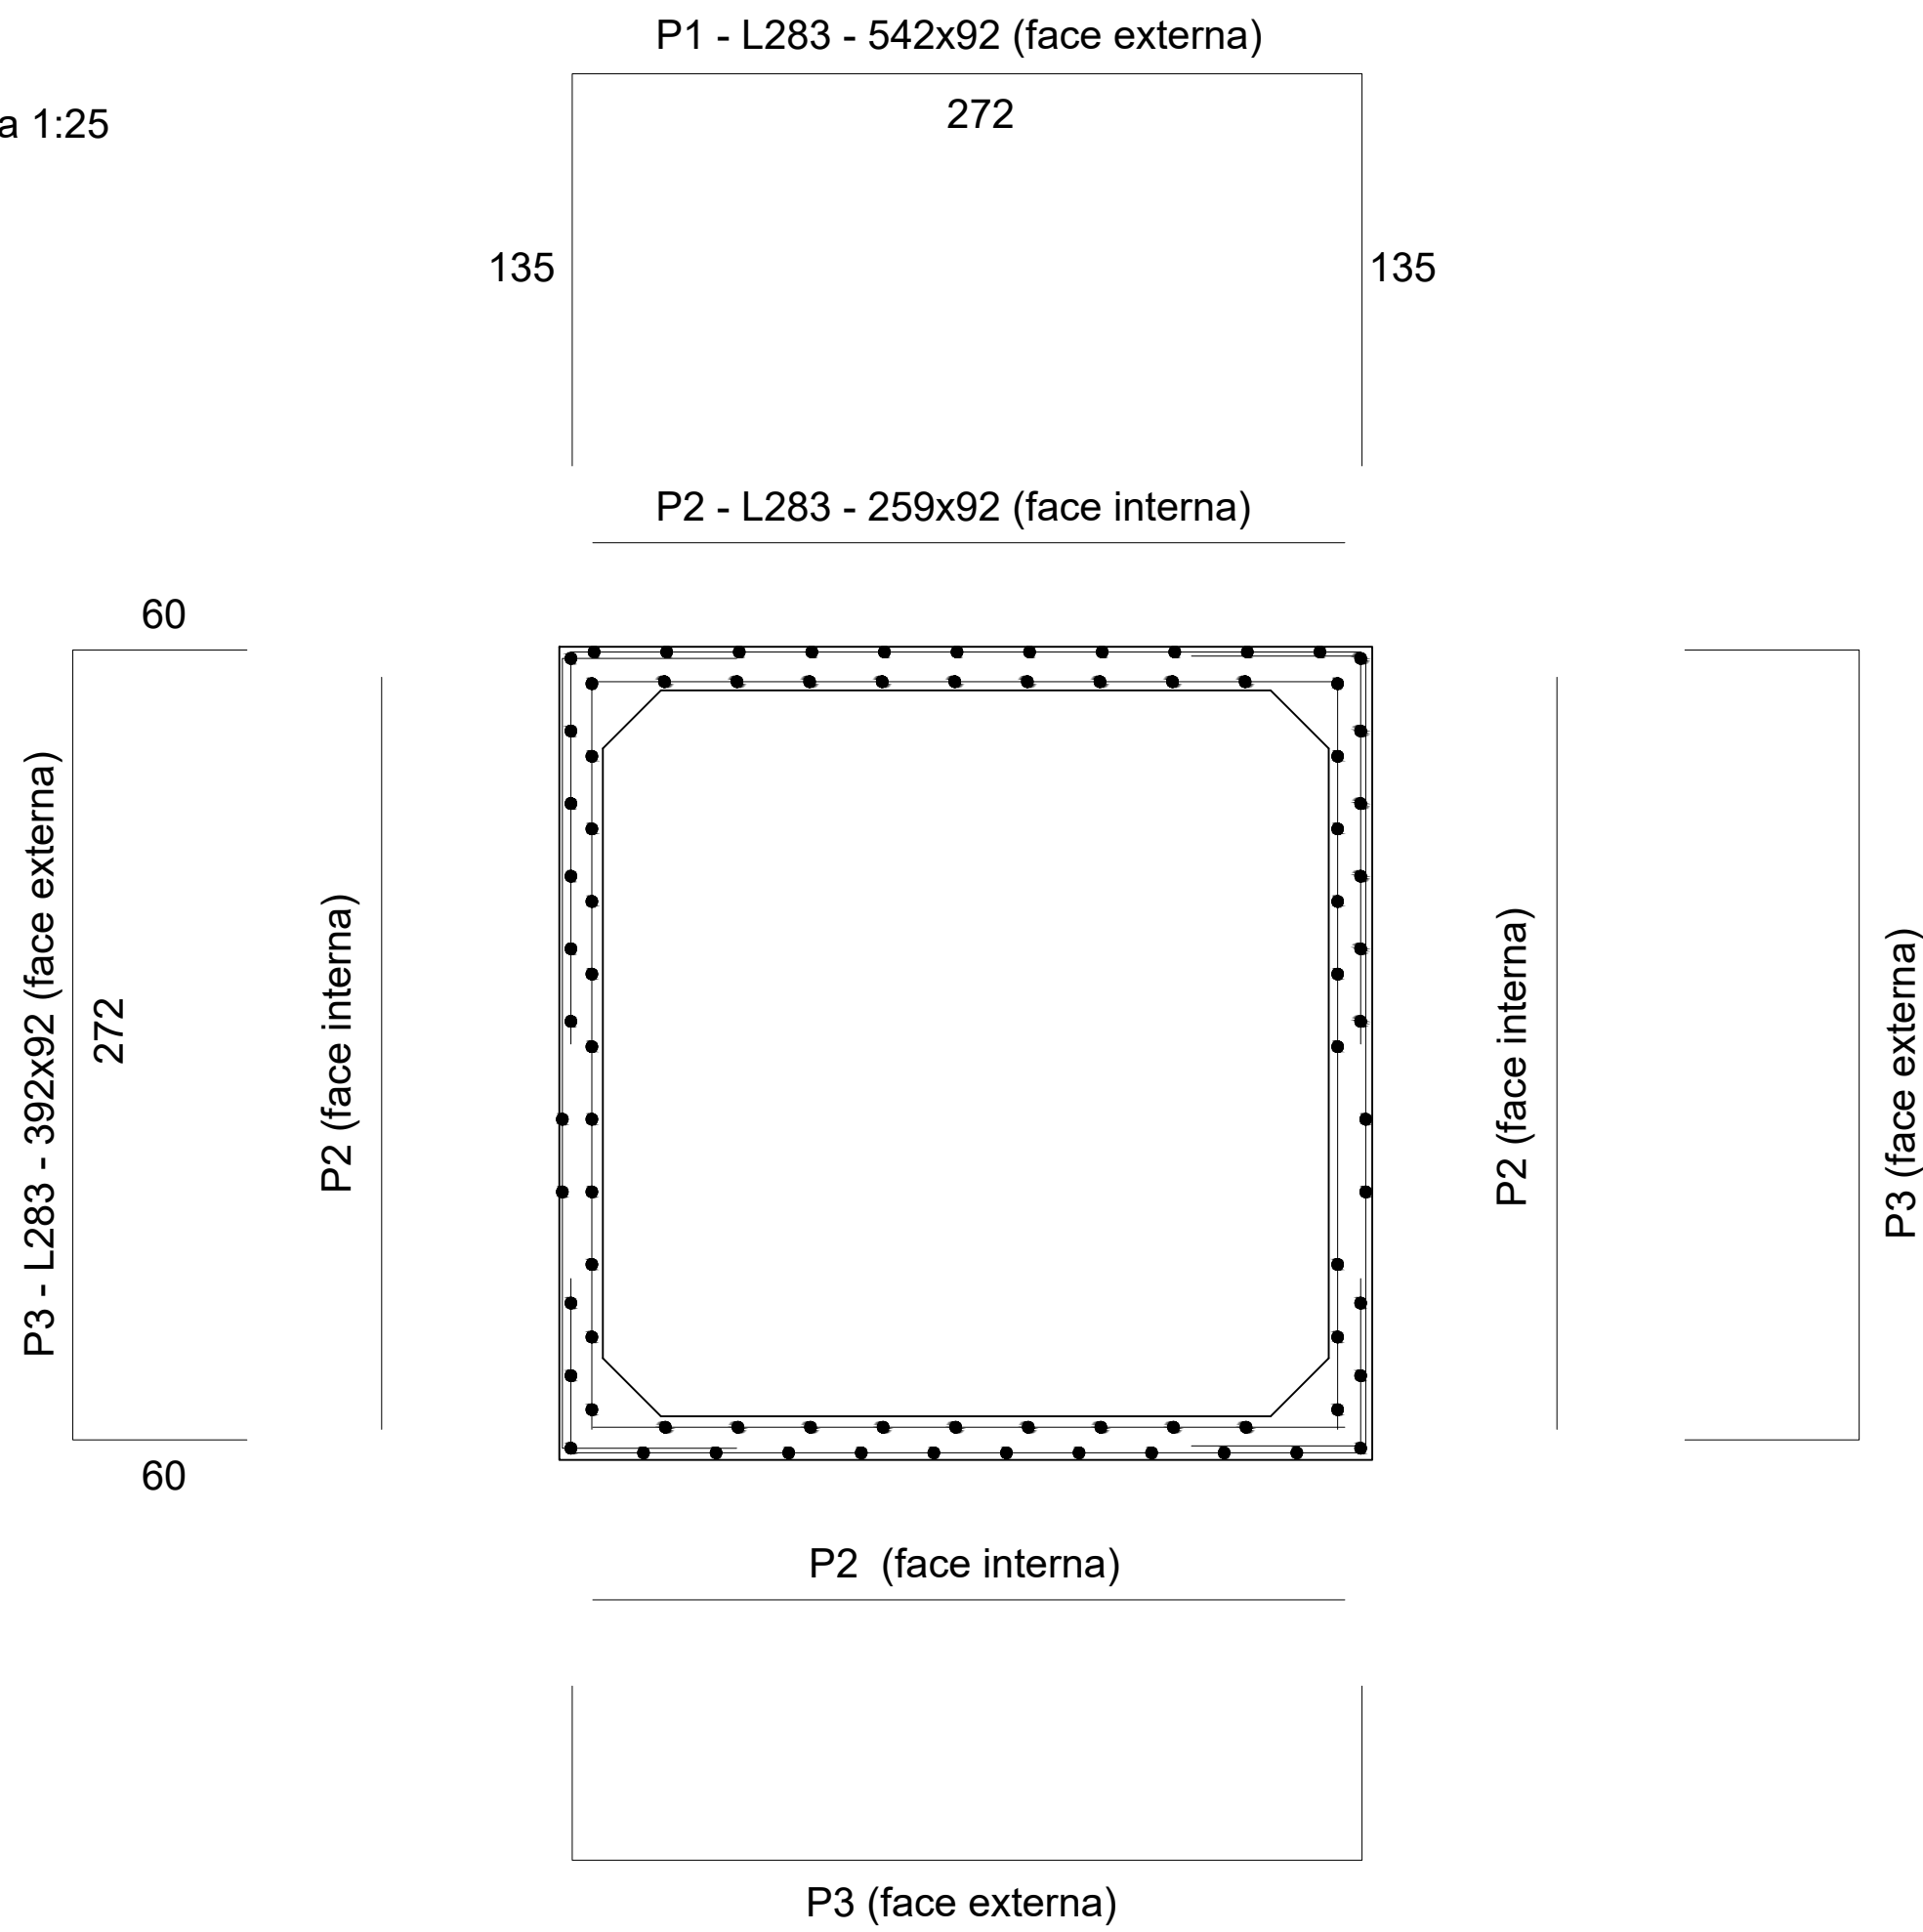 P1 - L283 - 542x92 (face externa)
272
a 1:25
135
135
P2 - L283 - 259x92 (face interna)
60
P3 - L283 - 392x92 (face externa)
272
P2 (face interna)
P2 (face interna)
P3 (face externa)
60
P2 (face interna)
P3 (face externa)